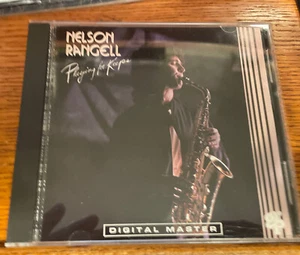 NELSON
RANGELL
Playing for Keeps
DIGITAL MASTER